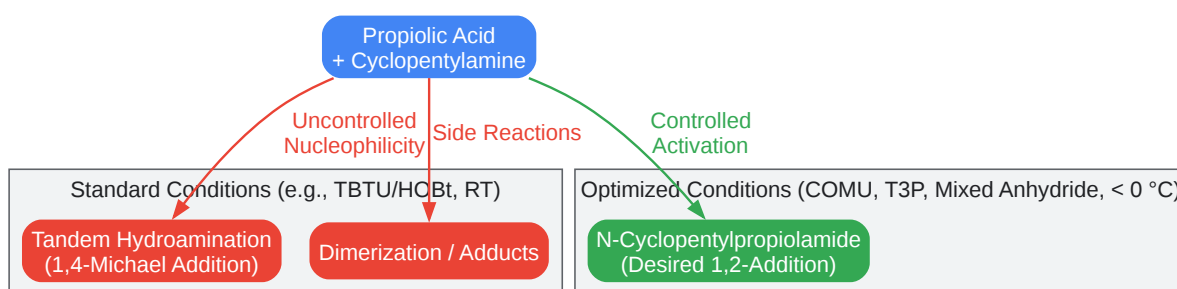 Propiolic Acid
+ Cyclopentylamine
Uncontrolled
Nucleophilicity
Side Reactions
Controlled
Activation
Standard Conditions (e.g., TBTU/HOBt, RT)
Optimized Conditions (COMU, T3P, Mixed Anhydride, < 0 °C)
Tandem Hydroamination
(1,4-Michael Addition)
Dimerization / Adducts
N-Cyclopentylpropiolamide
(Desired 1,2-Addition)